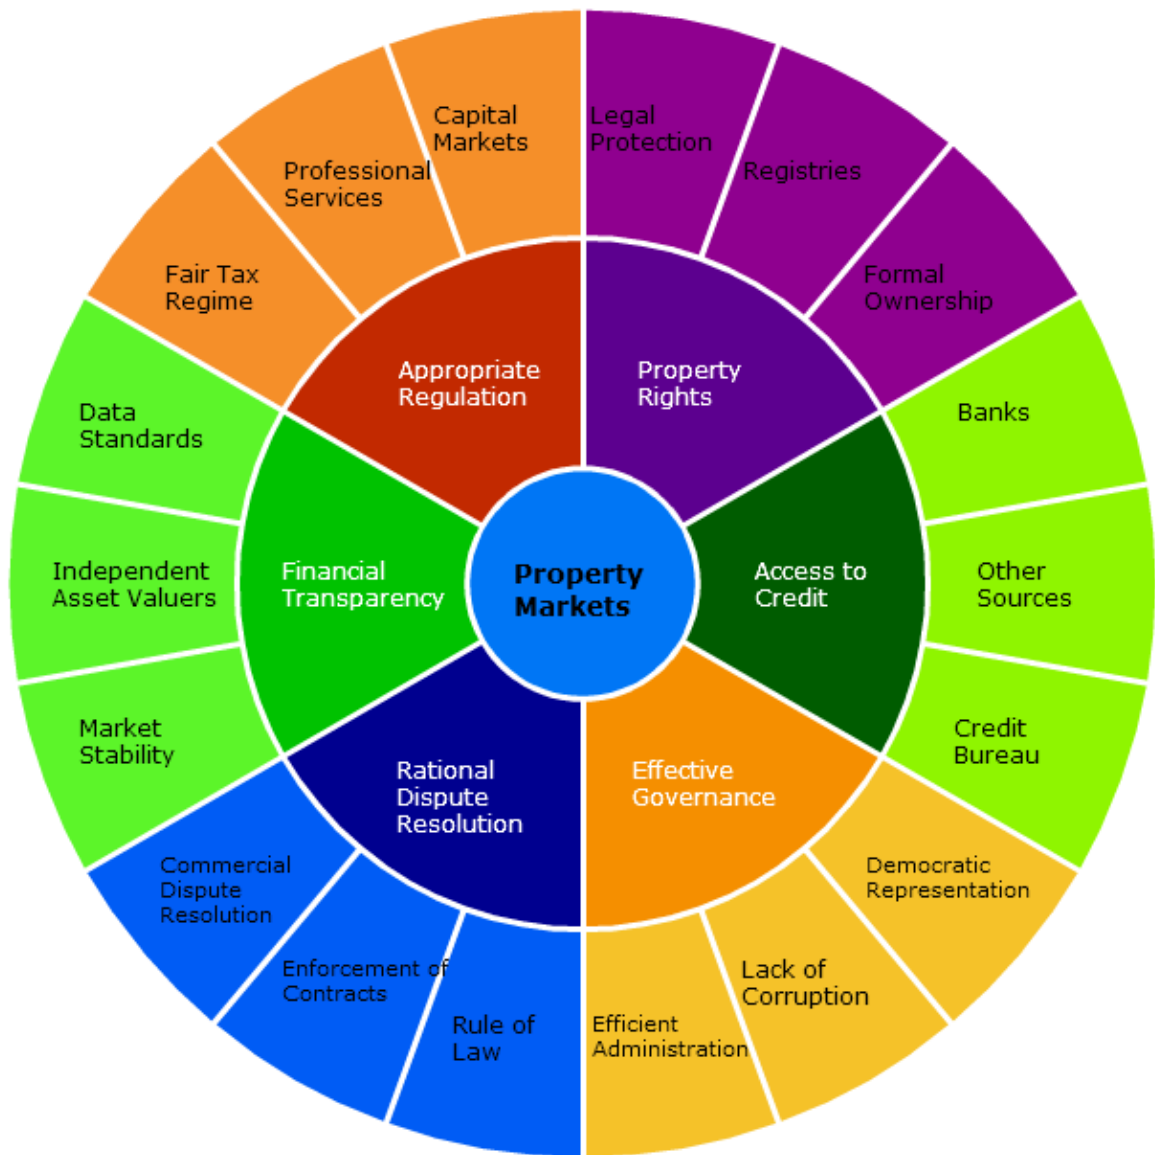 Property
Markets
Property
Rights
Access to
Credit
Effective
Governance
Rational
Dispute
Resolution
Financial
Transparency
Appropriate
Regulation
Legal
Protection
Registries
Formal
Ownership
Banks
Other
Sources
Credit
Bureau
Democratic
Representation
Lack of
Corruption
Efficient
Administration
Rule of
Law
Enforcement of
Contracts
Commercial
Dispute
Resolution
Market
Stability
Independent
Asset Valuers
Data
Standards
Fair Tax
Regime
Professional
Services
Capital
Markets